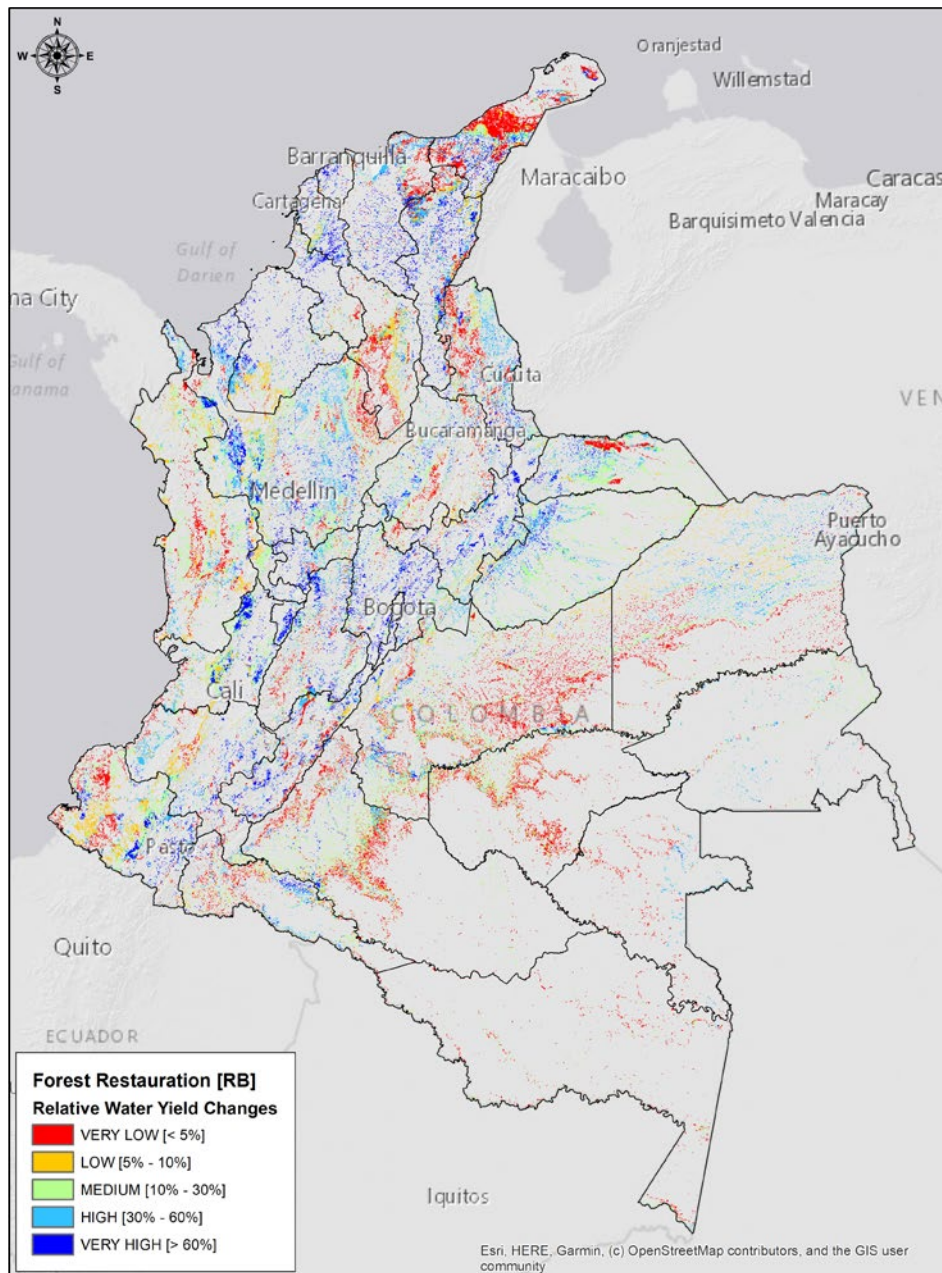 N
W E
S
Oranjestad
Willemstad
Barranquilla
Maracaibo
Caracas
Cartagena
Maracay
Barquisimeto Valencia
Gulf of
Darien
ma City
Gulf of
Panama
Cucuta
VEN
Bucaramanga
Medellin
Puerto
Ayacucho
Bogota
Cali
COLOMBIA
Pasto
Quito
ECUADOR
Iquitos
Forest Restauration [RB]
Relative Water Yield Changes
VERY LOW [< 5%]
LOW [5% - 10%]
MEDIUM [10% - 30%]
HIGH [30% - 60%]
VERY HIGH [> 60%]
Esri, HERE, Garmin, (c) OpenStreetMap contributors, and the GIS user
community